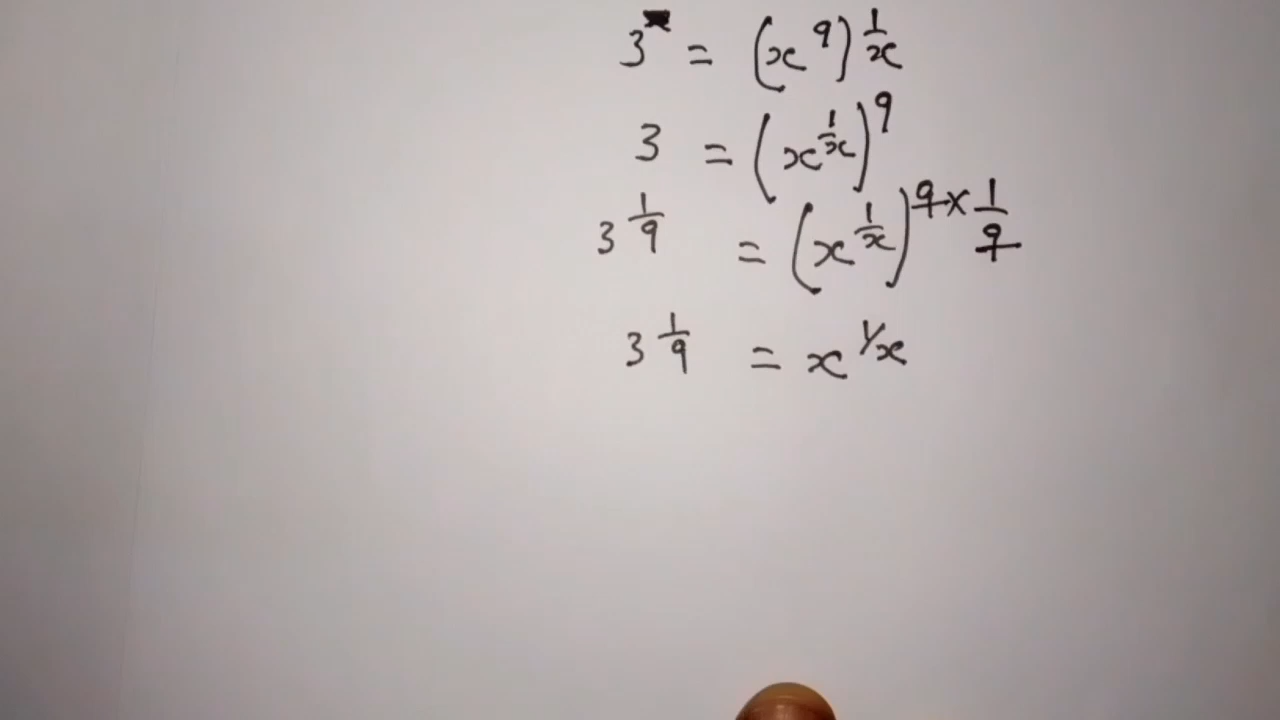 3 = (x^9)^{1/x}
3 = (x^{1/x})^9
3^{1/9} = (x^{1/x})^{9×1/9}
3^{1/9} = x^{1/x}